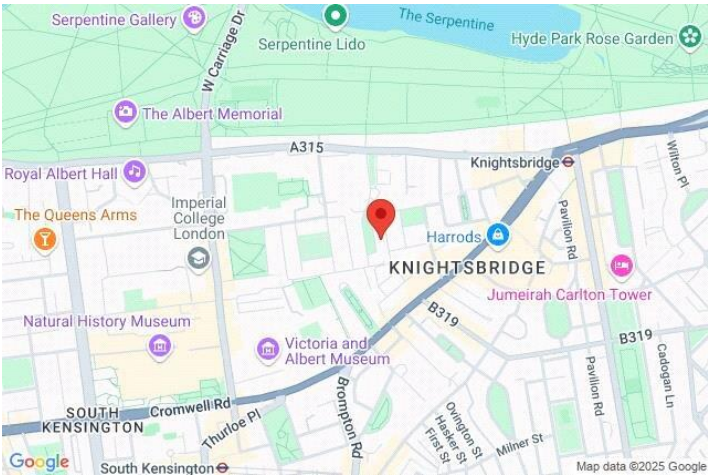 Serpentine Gallery
The Serpentine
Serpentine Lido
Hyde Park Rose Garden
W Carriage Dr
The Albert Memorial
A315
Knightsbridge
Royal Albert Hall
Wilton Pl
The Queens Arms
Imperial
College
London
Pavilion Rd
Harrods
KNIGHTSBRIDGE
Jumeirah Carlton Tower
B319
Natural History Museum
Victoria and
Albert Museum
B319
Cadogan Ln
Pavilion Rd
Brompton Rd
Cromwell Rd
SOUTH
KENSINGTON
Thurloe Pl
Ovington St
Hasker St
First St
Milner St
South Kensington
Google
Map data ©2025 Google